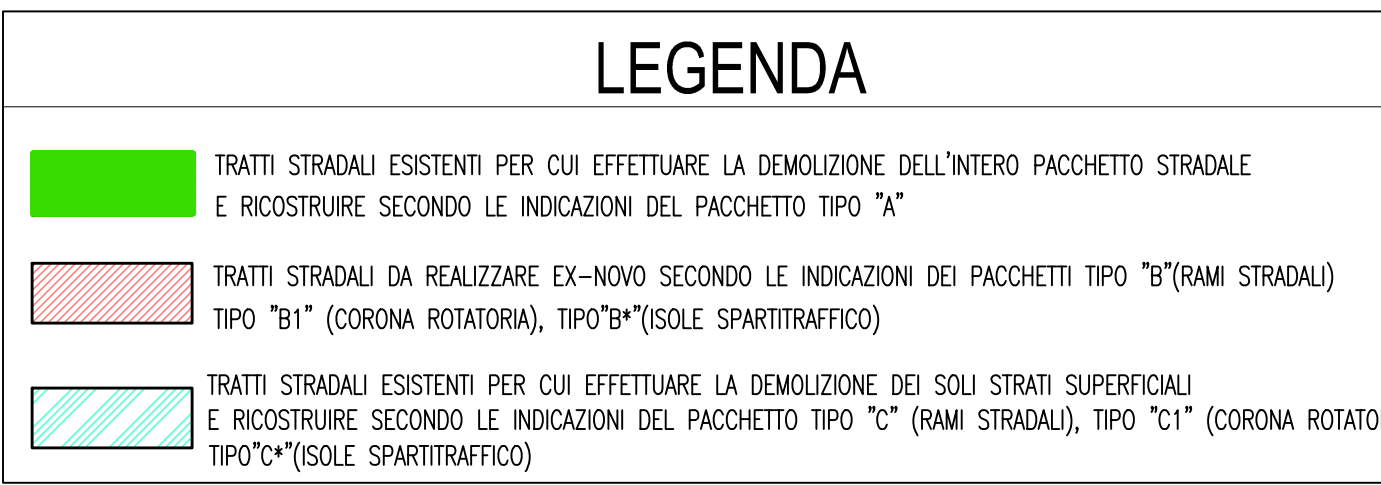 LEGENDA
TRATTI STRADALI ESISTENTI PER CUI EFFETTUARE LA DEMOLIZIONE DELL'INTERO PACCHETTO STRADALE
E RICOSTRUIRE SECONDO LE INDICAZIONI DEL PACCHETTO TIPO "A"
TRATTI STRADALI DA REALIZZARE EX-NOVO SECONDO LE INDICAZIONI DEI PACCHETTI TIPO "B"(RAMI STRADALI)
TIPO "B1" (CORONA ROTATORIA), TIPO"B*"(ISOLE SPARTITRAFFICO)
TRATTI STRADALI ESISTENTI PER CUI EFFETTUARE LA DEMOLIZIONE DEI SOLI STRATI SUPERFICIALI
E RICOSTRUIRE SECONDO LE INDICAZIONI DEL PACCHETTO TIPO "C" (RAMI STRADALI), TIPO "C1" (CORONA
TIPO"C*"(ISOLE SPARTITRAFFICO)